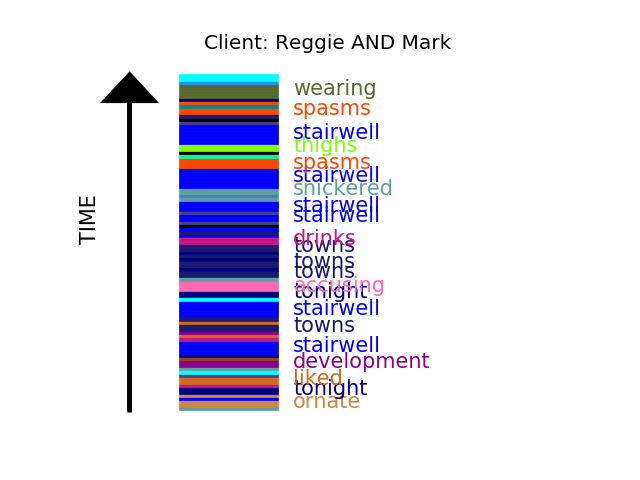 Client: Reggie AND Mark
TIME
wearing
spasms
stairwell
thighs
spasms
stairwell
snickered
stairwell
stairwell
drinks
towns
towns
towns
accusing
tonight
stairwell
towns
stairwell
development
liked
tonight
ornate